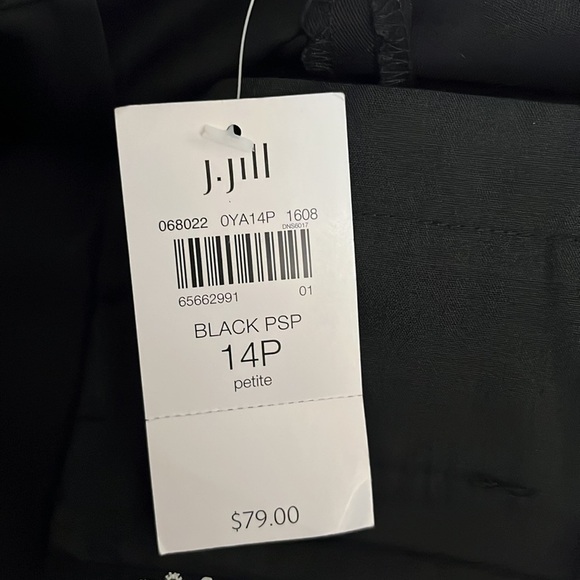 J.Jill
068022 0YA14P 1608
DNS6017
65662991 01
BLACK PSP
14P
petite
$79.00